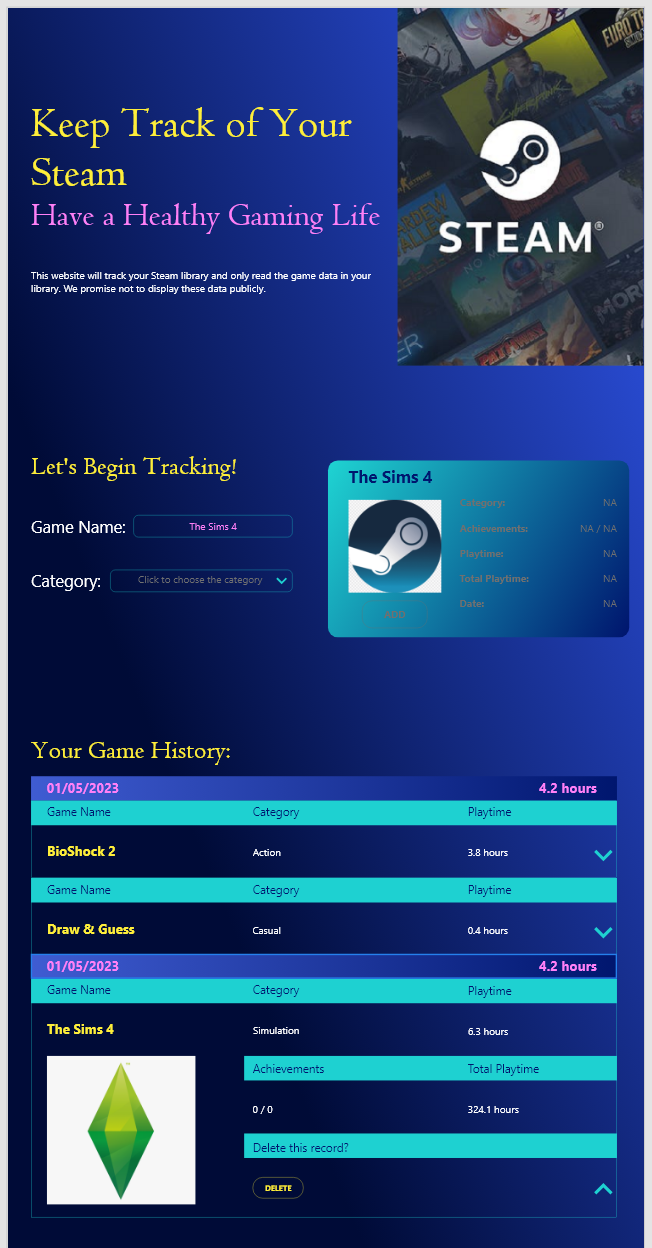 Keep Track of Your
Steam
Have a Healthy Gaming Life
This website will track your Steam library and only read the game data in your
library. We promise not to display these data publicly.
EURO TRUCK
STEAM®
Let's Begin Tracking!
Game Name: The Sims 4
Category: Click to choose the category
The Sims 4
Category: NA
Achievements: NA / NA
Playtime: NA
Total Playtime: NA
Date: NA
ADD
Your Game History:
01/05/2023 4.2 hours
Game Name Category Playtime
BioShock 2 Action 3.8 hours
Game Name Category Playtime
Draw & Guess Casual 0.4 hours
01/05/2023 4.2 hours
Game Name Category Playtime
The Sims 4 Simulation 6.3 hours
Achievements Total Playtime
0 / 0 324.1 hours
Delete this record?
DELETE